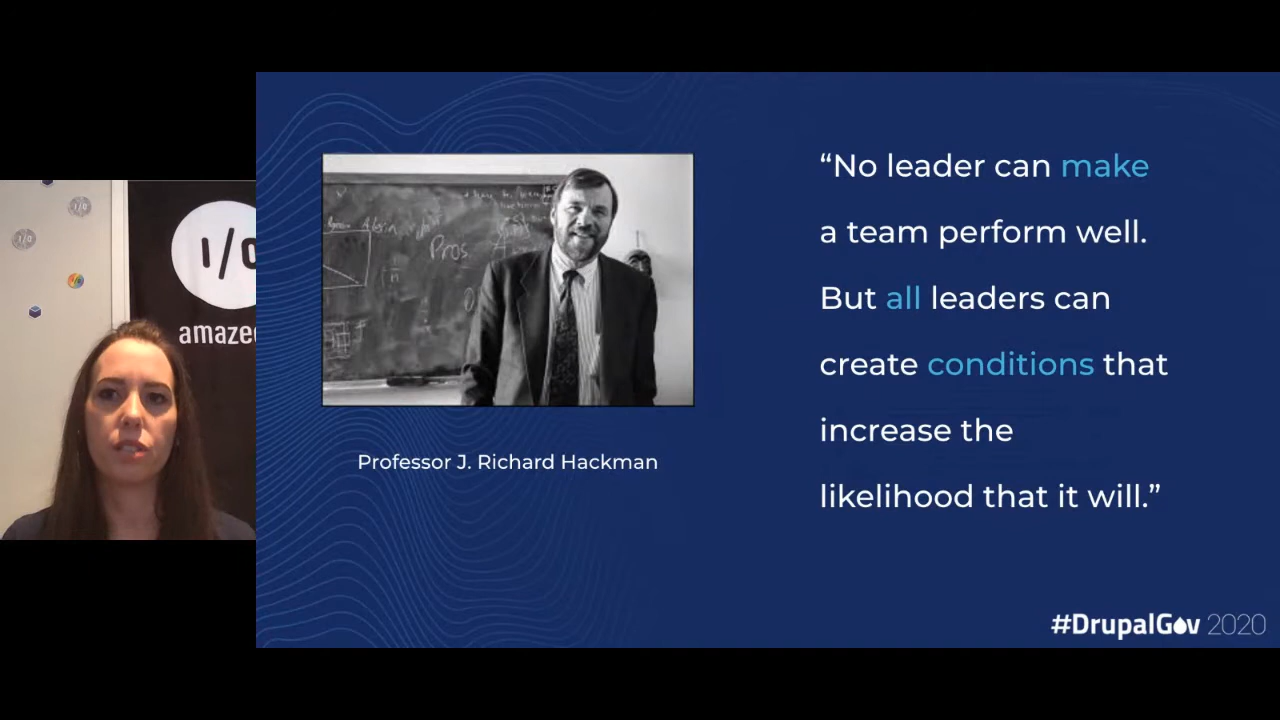 I/O
amazee
Pros
Professor J. Richard Hackman
“No leader can make
a team perform well.
But all leaders can
create conditions that
increase the
likelihood that it will.”
#DrupalGov 2020